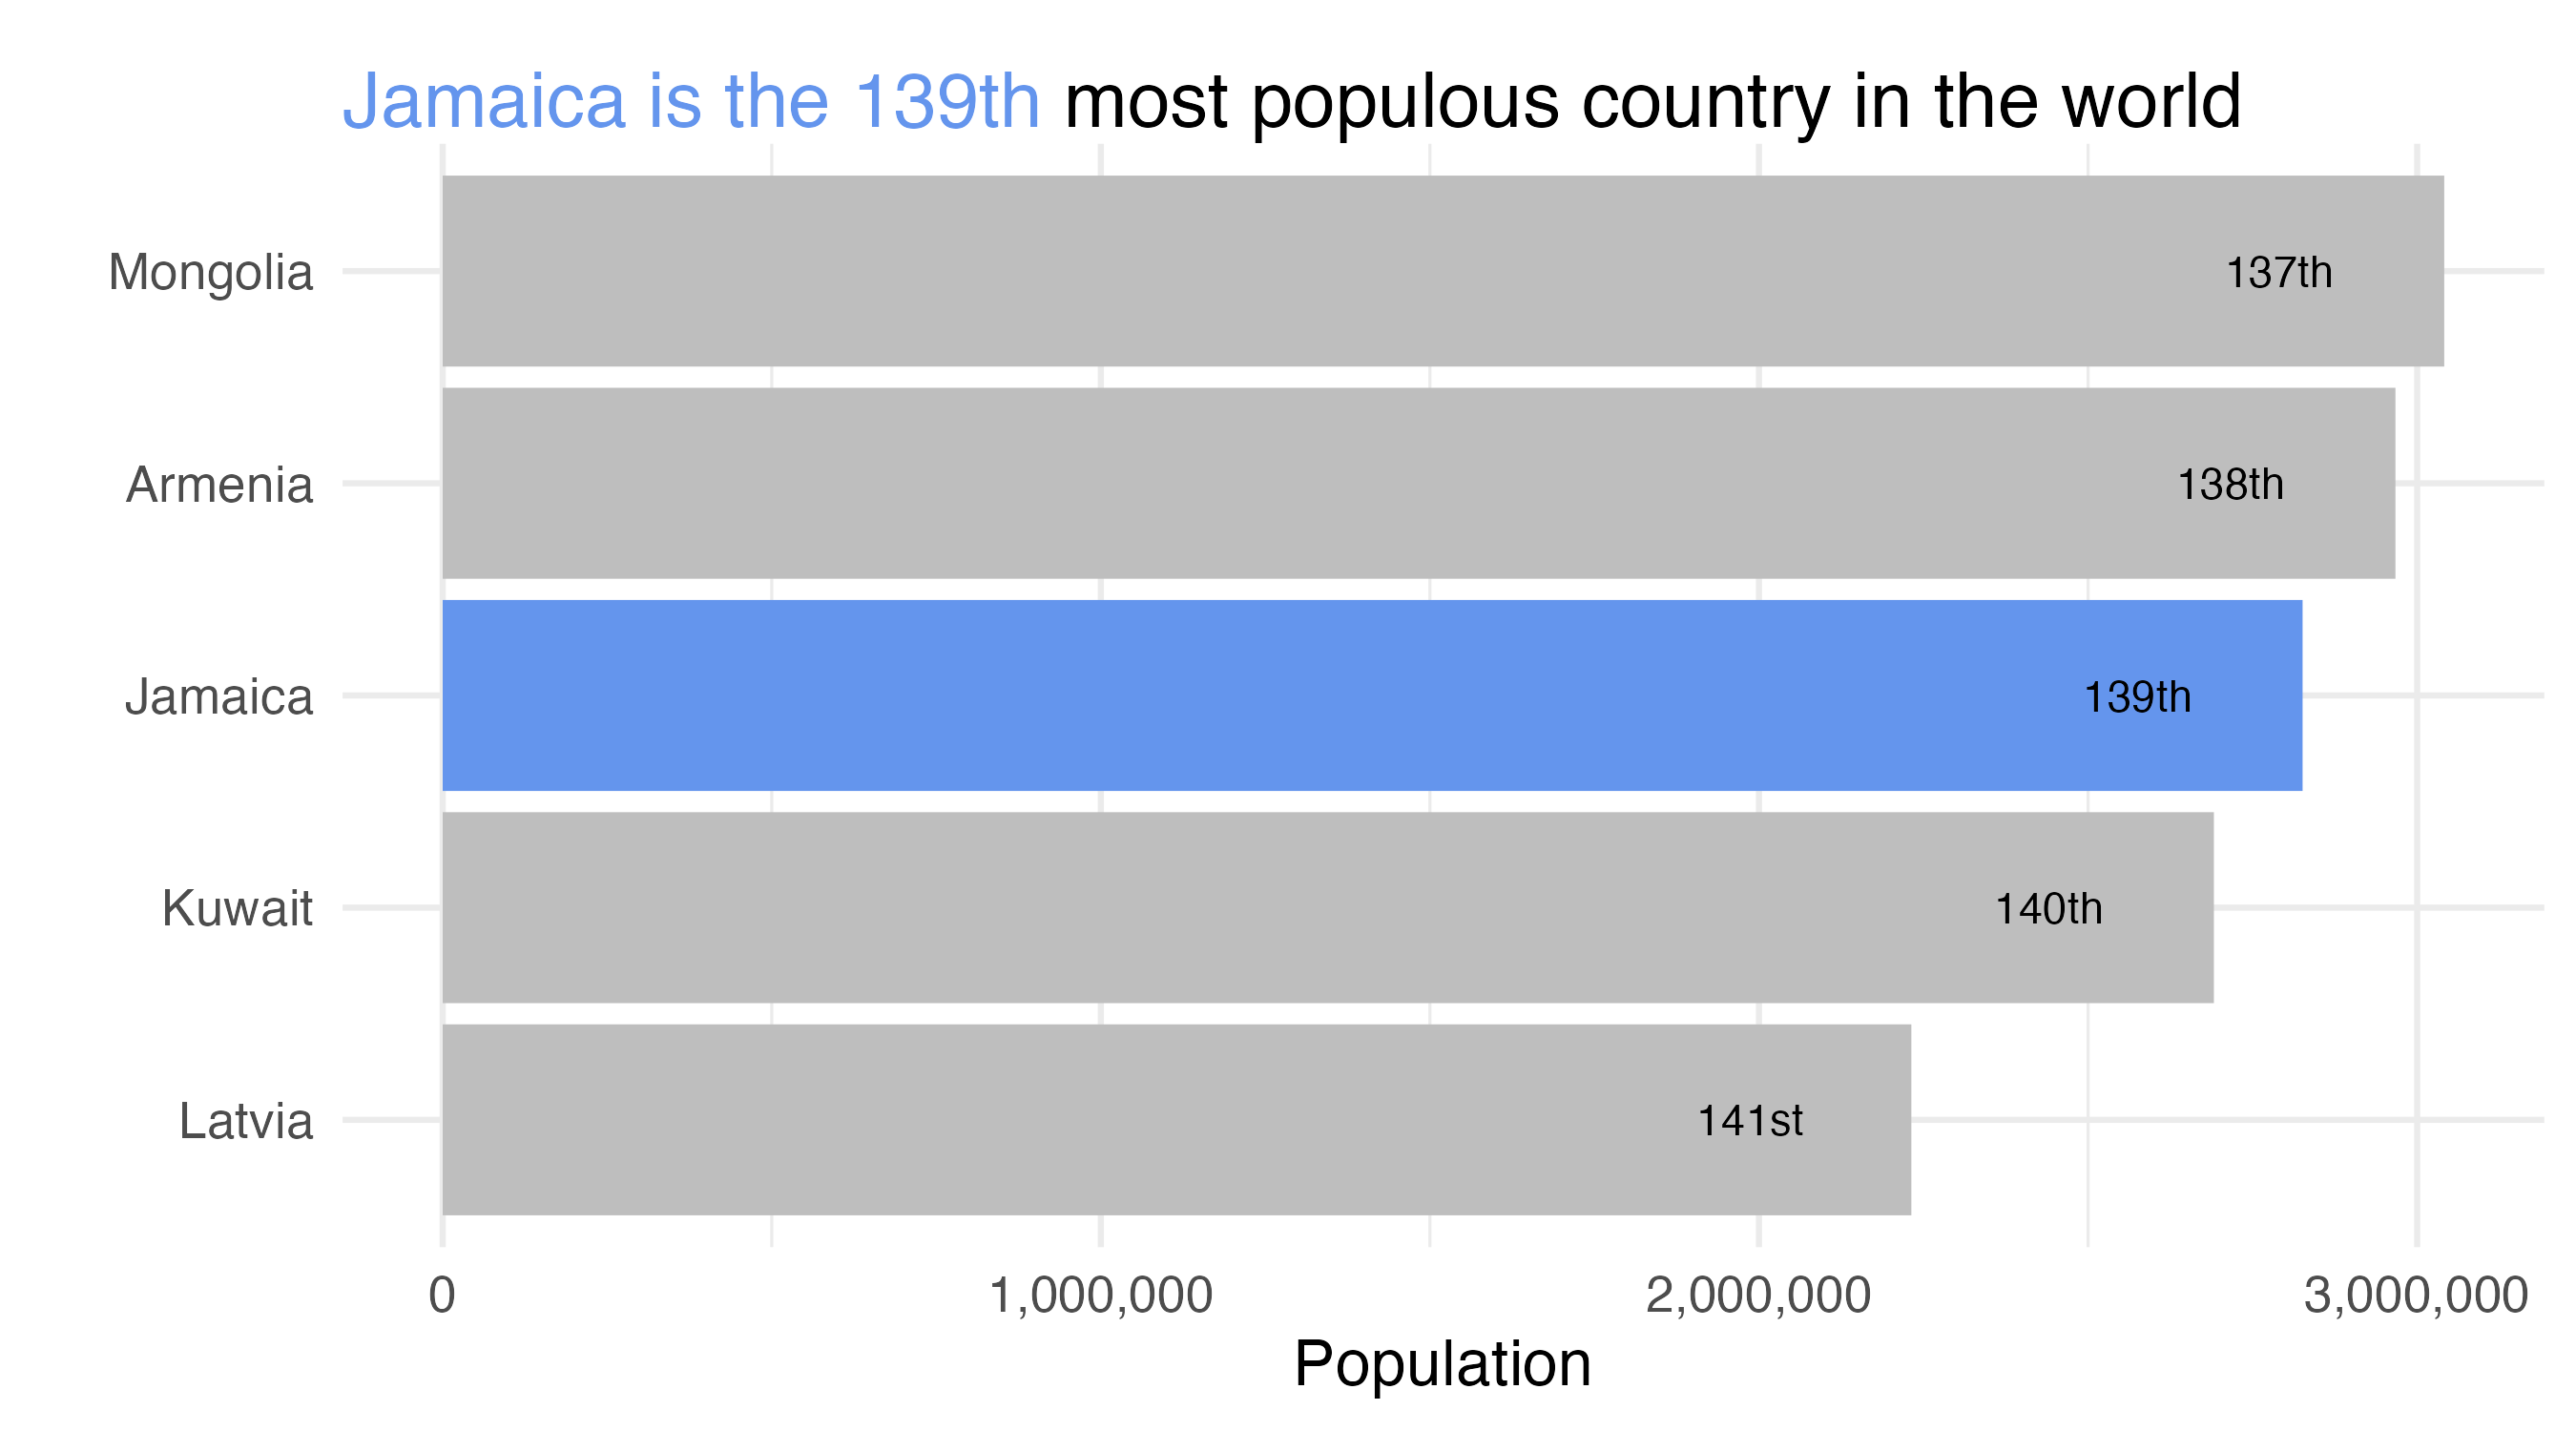 Jamaica is the 139th most populous country in the world
Mongolia 137th
Armenia 138th
Jamaica 139th
Kuwait 140th
Latvia 141st
0 1,000,000 2,000,000 3,000,000
Population